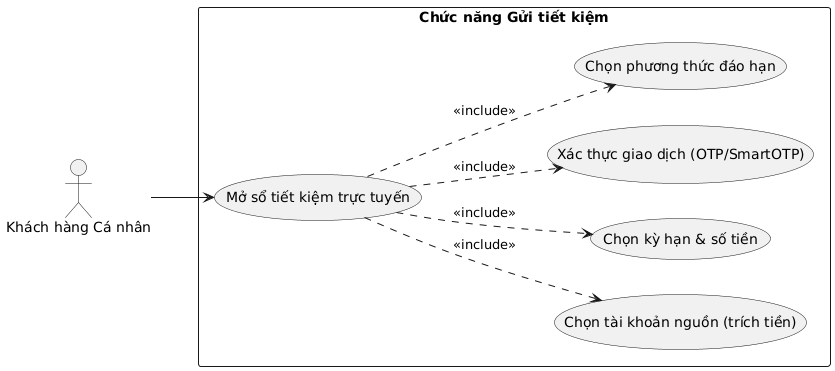 Chức năng Gửi tiết kiệm
Chọn phương thức đáo hạn
«include»
Xác thực giao dịch (OTP/SmartOTP)
«include»
Mở sổ tiết kiệm trực tuyến
«include»
Chọn kỳ hạn & số tiền
Khách hàng Cá nhân
«include»
Chọn tài khoản nguồn (trích tiền)